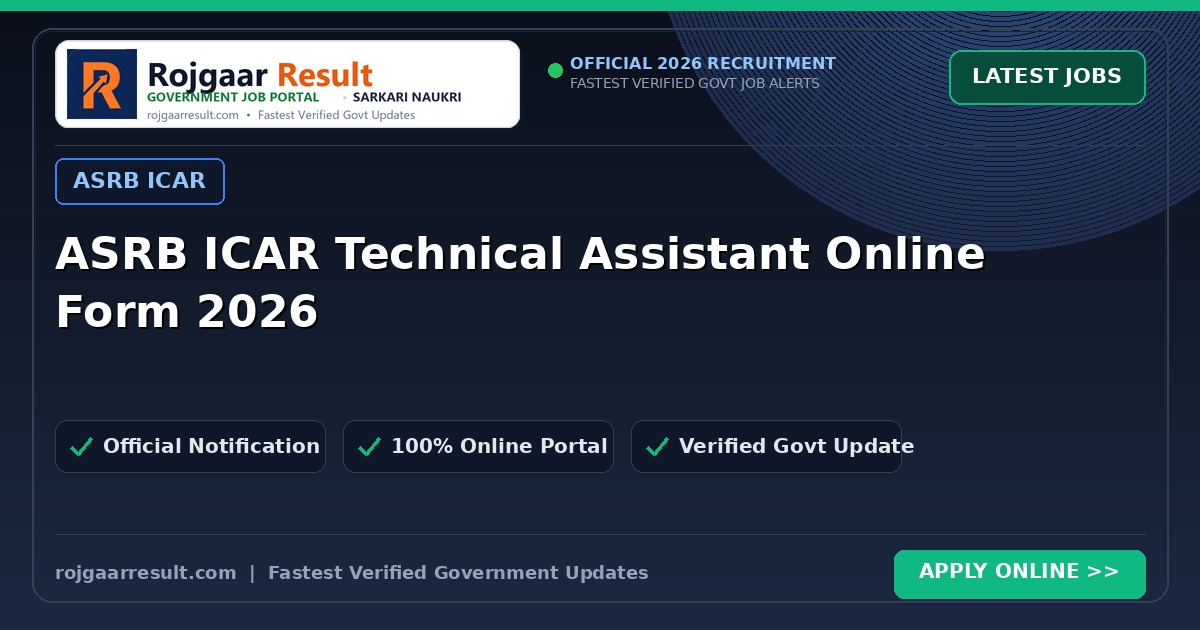 Rojgaar Result
GOVERNMENT JOB PORTAL • SARKARI NAUKRI
rojgaarresult.com • Fastest Verified Govt Updates
OFFICIAL 2026 RECRUITMENT
FASTEST VERIFIED GOVT JOB ALERTS
LATEST JOBS
ASRB ICAR
ASRB ICAR Technical Assistant Online
Form 2026
Official Notification
100% Online Portal
Verified Govt Update
rojgaarresult.com | Fastest Verified Government Updates
APPLY ONLINE >>